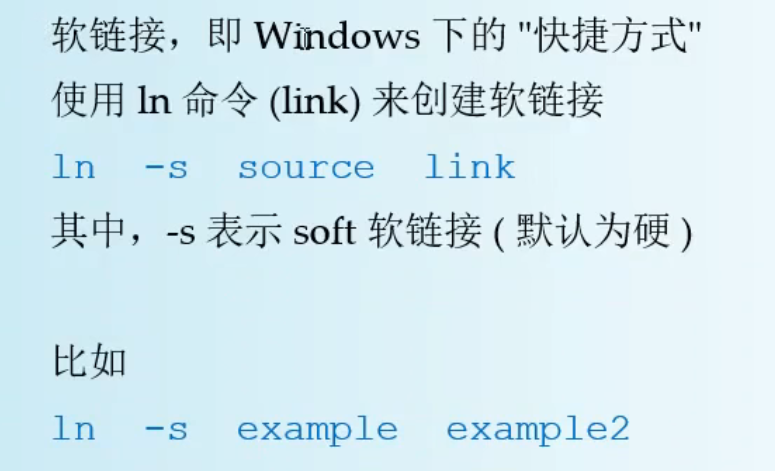 软链接，即 Windows 下的 "快捷方式"
使用 ln 命令 (link) 来创建软链接
ln -s source link
其中，-s 表示 soft 软链接 ( 默认为硬 )
比如
ln -s example example2